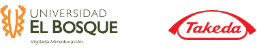 UNIVERSIDAD
EL BOSQUE
Vigilada Mineducación
Takeda